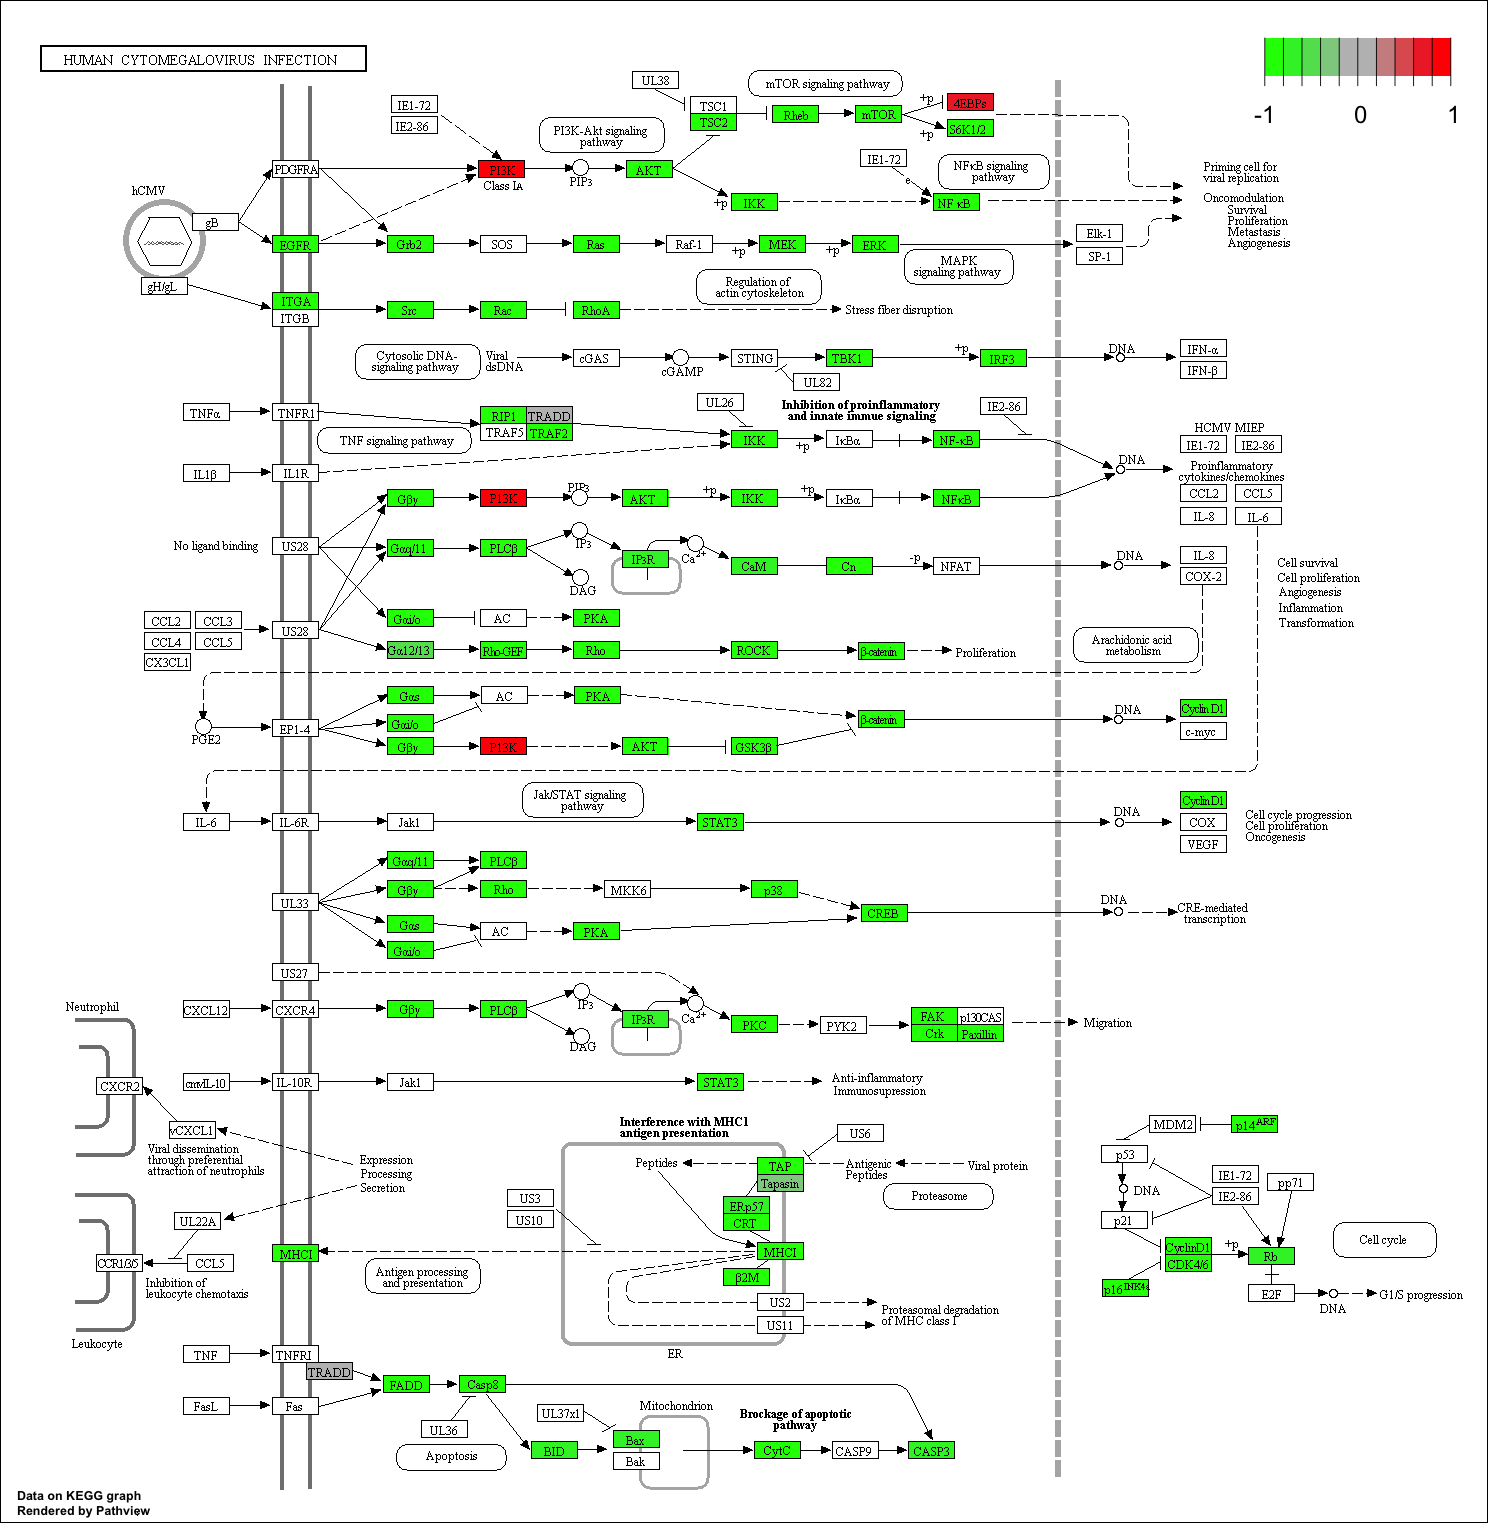 HUMAN CYTOMEGALOVIRUS INFECTION
-1
0
1
UL38
mTOR signaling pathway
IE1-72
IE2-86
TSC1
TSC2
Rheb
mTOR
+p
4EBPs
S6K1/2
+p
PI3K-Akt signaling
pathway
PDGFRA
PI3K
Class IA
PIP3
AKT
IE1-72
NFκB signaling
pathway
Priming cell for
viral replication
hCMV
gB
+p
IKK
e
NF κB
Oncomodulation
Survival
Proliferation
Metastasis
Angiogenesis
EGFR
Grb2
SOS
Ras
Raf-1
+p
MEK
+p
ERK
Elk-1
SP-1
MAPK
signaling pathway
gH/gL
Regulation of
actin cytoskeleton
ITGA
ITGB
Src
Rac
RhoA
Stress fiber disruption
Cytosolic DNA-
signaling pathway
Viral
dsDNA
cGAS
cGAMP
STING
TBK1
+p
IRF3
DNA
IFN-α
IFN-β
UL82
TNFα
TNFR1
RIP1
TRADD
TRAF5
TRAF2
UL26
Inhibition of proinflammatory
and innate immue signaling
IE2-86
TNF signaling pathway
IKK
+p
IκBα
NF-κB
HCMV MIEP
IE1-72
IE2-86
DNA
IL1β
IL1R
Proinflammatory
cytokines/chemokines
CCL2
CCL5
IL-8
IL-6
Gβγ
P13K
PIP3
AKT
+p
IKK
+p
IκBα
NFκB
No ligand binding
US28
Gαq/11
PLCβ
IP3
DAG
IP3R
Ca2+
CaM
Cn
-p
NFAT
DNA
IL-8
COX-2
Cell survival
Cell proliferation
Angiogenesis
Inflammation
Transformation
CCL2
CCL3
CCL4
CCL5
CX3CL1
US28
Gαi/o
AC
PKA
Gα12/13
Rho-GEF
Rho
ROCK
β-catenin
Proliferation
Arachidonic acid
metabolism
PGE2
EP1-4
Gαs
AC
PKA
Gαi/o
Gβγ
P13K
AKT
GSK3β
β-catenin
DNA
CyclinD1
c-myc
Jak/STAT signaling
pathway
IL-6
IL-6R
Jak1
STAT3
DNA
CyclinD1
COX
VEGF
Cell cycle progression
Cell proliferation
Oncogenesis
UL33
Gαq/11
PLCβ
Gβγ
Rho
MKK6
p38
CREB
Gαs
AC
PKA
Gαi/o
DNA
CRE-mediated
transcription
US27
CXCL12
CXCR4
Gβγ
PLCβ
IP3
DAG
IP3R
Ca2+
PKC
PYK2
FAK
p130CAS
Crk
Paxillin
Migration
Neutrophil
CXCR2
cmvIL-10
IL-10R
Jak1
STAT3
Anti-inflammatory
Immunosupression
vCXCL1
Viral dissemination
through preferential
attraction of neutrophils
Expression
Processing
Secretion
Interference with MHC1
antigen presentation
US6
Peptides
TAP
Tapasin
Antigenic
Peptides
Viral protein
Proteasome
ERp57
CRT
US3
US10
MHCI
β2M
US2
US11
Proteasomal degradation
of MHC class I
ER
MHCI
Antigen processing
and presentation
UL22A
CCR1/3/5
CCL5
Inhibition of
leukocyte chemotaxis
Leukocyte
MDM2
p14ARF
p53
DNA
p21
IE1-72
IE2-86
pp71
CyclinD1
CDK4/6
+p
Rb
p16INK4a
E2F
DNA
G1/S progression
Cell cycle
TNF
TNFRI
TRADD
FADD
Casp8
FasL
Fas
UL36
Apoptosis
UL37x1
Mitochondrion
BID
Bax
Bak
Brockage of apoptotic
pathway
CytC
CASP9
CASP3
Data on KEGG graph
Rendered by Pathview